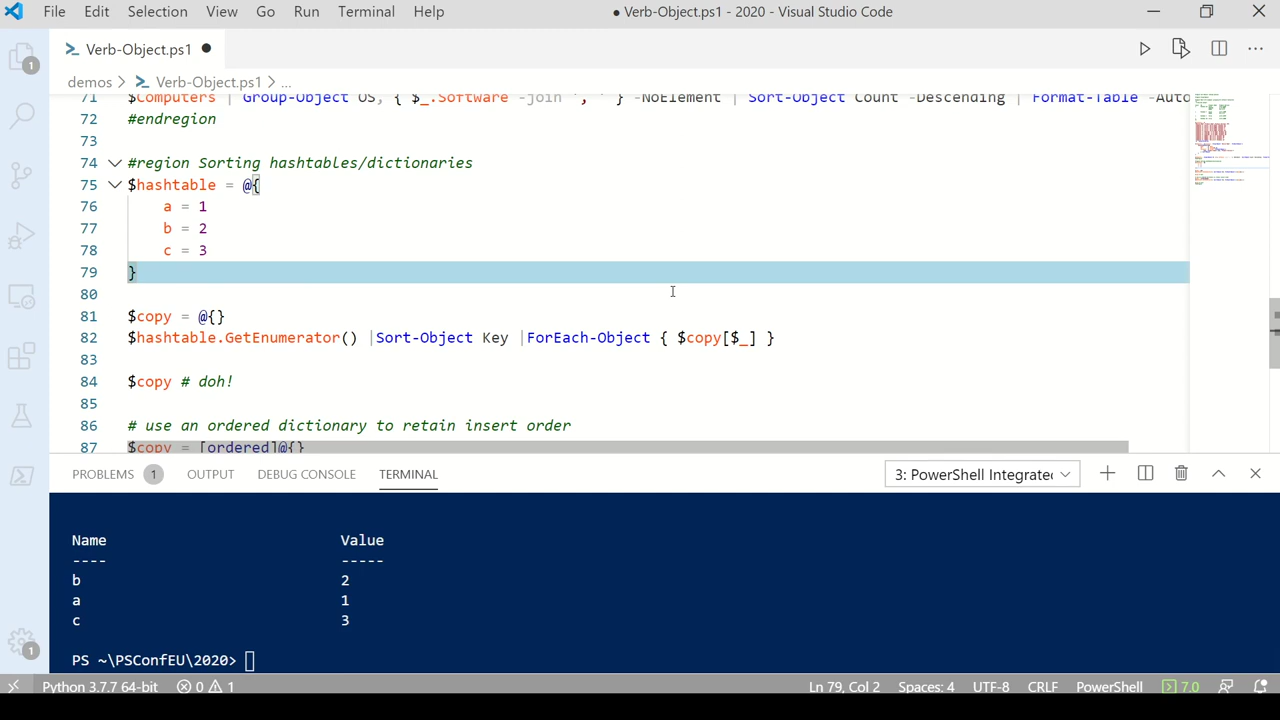 File Edit Selection View Go Run Terminal Help ● Verb-Object.ps1 - 2020 - Visual Studio Code
Verb-Object.ps1 ●
demos > Verb-Object.ps1 > ...
71 $Computers | Group-Object OS, { $_.Software -join ', ' } -NoElement | Sort-Object Count -Descending | Format-Table -Auto
72 #endregion
73
74 #region Sorting hashtables/dictionaries
75 $hashtable = @{
76 a = 1
77 b = 2
78 c = 3
79 }
80
81 $copy = @{}
82 $hashtable.GetEnumerator() |Sort-Object Key |ForEach-Object { $copy[$_] }
83
84 $copy # doh!
85
86 # use an ordered dictionary to retain insert order
87 $copy = [ordered]@{}
PROBLEMS 1 OUTPUT DEBUG CONSOLE TERMINAL 3: PowerShell Integrated
Name Value
---- -----
b 2
a 1
c 3
PS ~\PSConfEU\2020>
1
1
Python 3.7.7 64-bit 0 1 Ln 79, Col 2 Spaces: 4 UTF-8 CRLF PowerShell 7.0